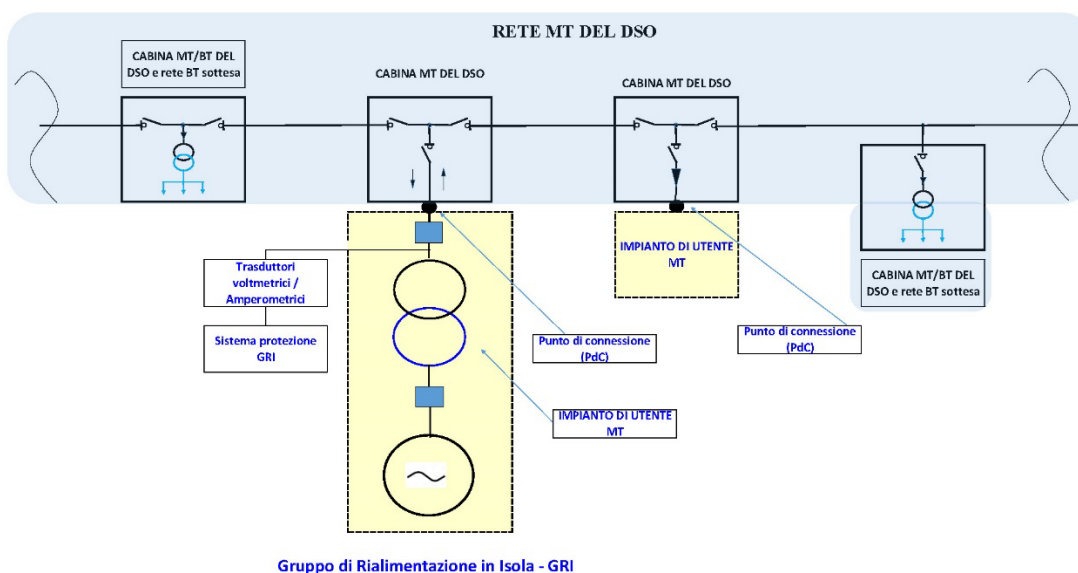 RETE MT DEL DSO
CABINA MT/BT DEL
DSO e rete BT sottesa
CABINA MT DEL DSO
CABINA MT DEL DSO
IMPIANTO DI UTENTE
MT
CABINA MT/BT DEL
DSO e rete BT sottesa
Trasduttori
voltmetrici /
Amperometrici
Sistema protezione
GRI
Punto di connessione
(PdC)
Punto di connessione
(PdC)
IMPIANTO DI UTENTE
MT
Gruppo di Rialimentazione in Isola - GRI